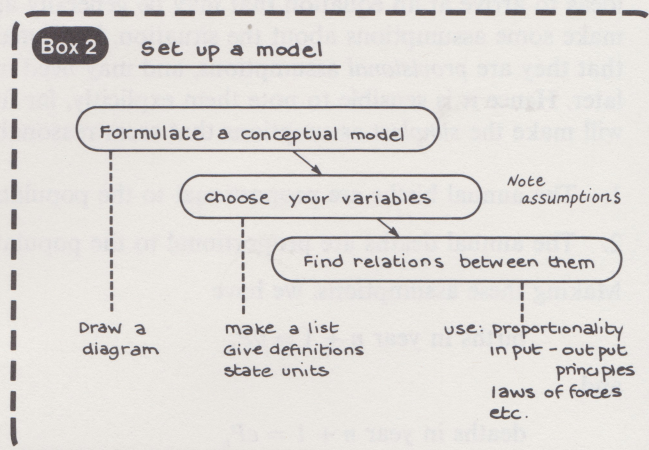 Box 2
Set up a model
Formulate a conceptual model
choose your variables
Note
assumptions
Find relations between them
Draw a
diagram
make a list
Give definitions
state units
use: proportionality
input - output
principles
laws of forces
etc.